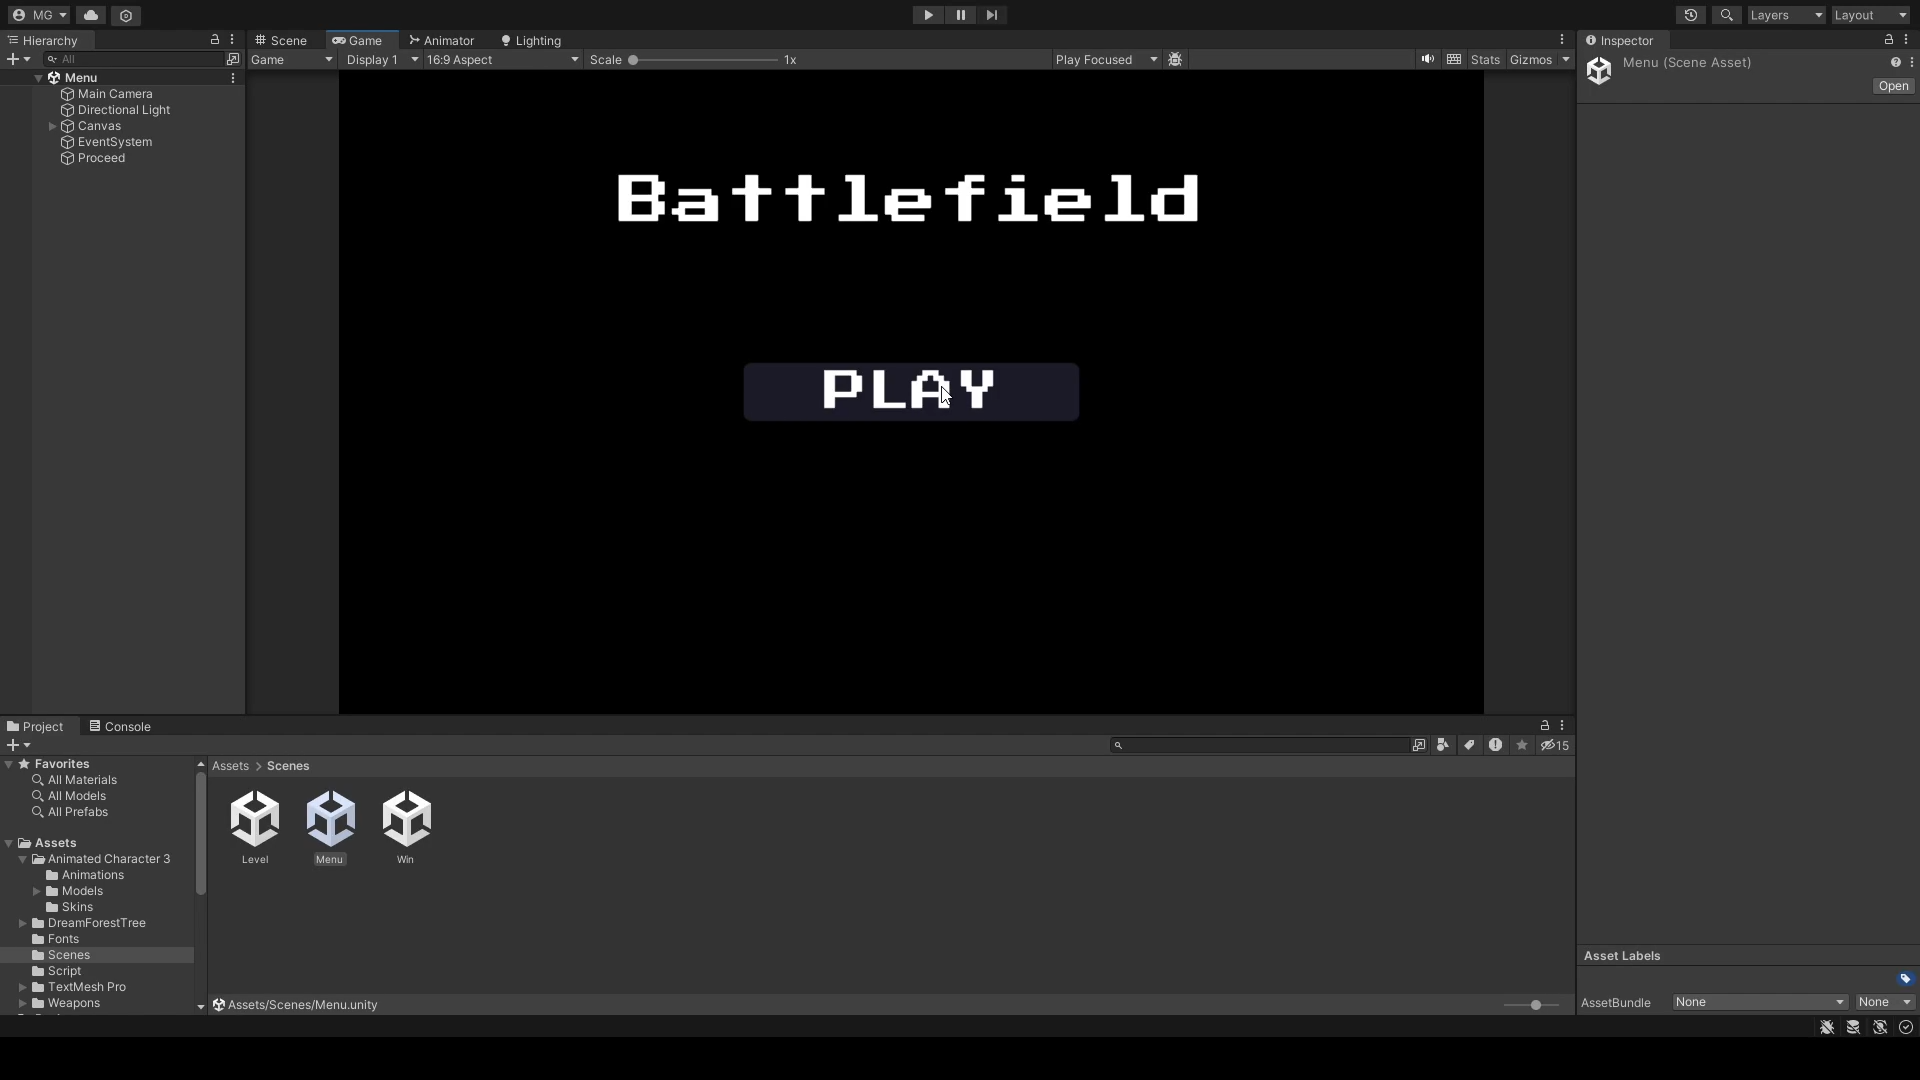 MG
Layers
Layout
Hierarchy
Scene
Game
Animator
Lighting
Inspector
All
Game
Display 1
16:9 Aspect
Scale
1x
Play Focused
Stats
Gizmos
Menu (Scene Asset)
Open
Menu
Main Camera
Directional Light
Canvas
EventSystem
Proceed
Battlefield
PLAY
Project
Console
15
Favorites
All Materials
All Models
All Prefabs
Assets
Animated Character 3
Animations
Models
Skins
DreamForestTree
Fonts
Scenes
Script
TextMesh Pro
Weapons
Assets > Scenes
Level
Menu
Win
Assets/Scenes/Menu.unity
Asset Labels
AssetBundle
None
None